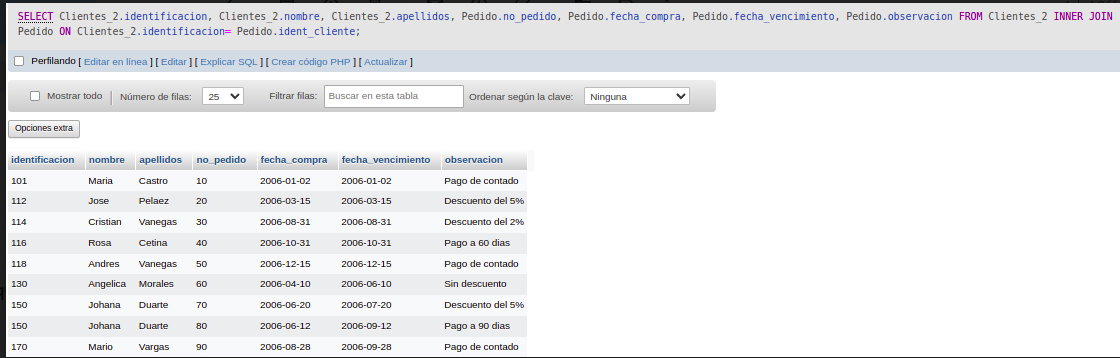 SELECT Clientes_2.identificacion, Clientes_2.nombre, Clientes_2.apellidos, Pedido.no_pedido, Pedido.fecha_compra, Pedido.fecha_vencimiento, Pedido.observacion FROM Clientes_2 INNER JOIN
Pedido ON Clientes_2.identificacion= Pedido.ident_cliente;
Perfilando [ Editar en línea ] [ Editar ] [ Explicar SQL ] [ Crear código PHP ] [ Actualizar ]
Mostrar todo Número de filas: 25 Filtrar filas: Buscar en esta tabla Ordenar según la clave: Ninguna
Opciones extra
identificacion nombre apellidos no_pedido fecha_compra fecha_vencimiento observacion
101 Maria Castro 10 2006-01-02 2006-01-02 Pago de contado
112 Jose Pelaez 20 2006-03-15 2006-03-15 Descuento del 5%
114 Cristian Vanegas 30 2006-08-31 2006-08-31 Descuento del 2%
116 Rosa Cetina 40 2006-10-31 2006-10-31 Pago a 60 dias
118 Andres Vanegas 50 2006-12-15 2006-12-15 Pago de contado
130 Angelica Morales 60 2006-04-10 2006-06-10 Sin descuento
150 Johana Duarte 70 2006-06-20 2006-07-20 Descuento del 5%
150 Johana Duarte 80 2006-06-12 2006-09-12 Pago a 90 dias
170 Mario Vargas 90 2006-08-28 2006-09-28 Pago de contado